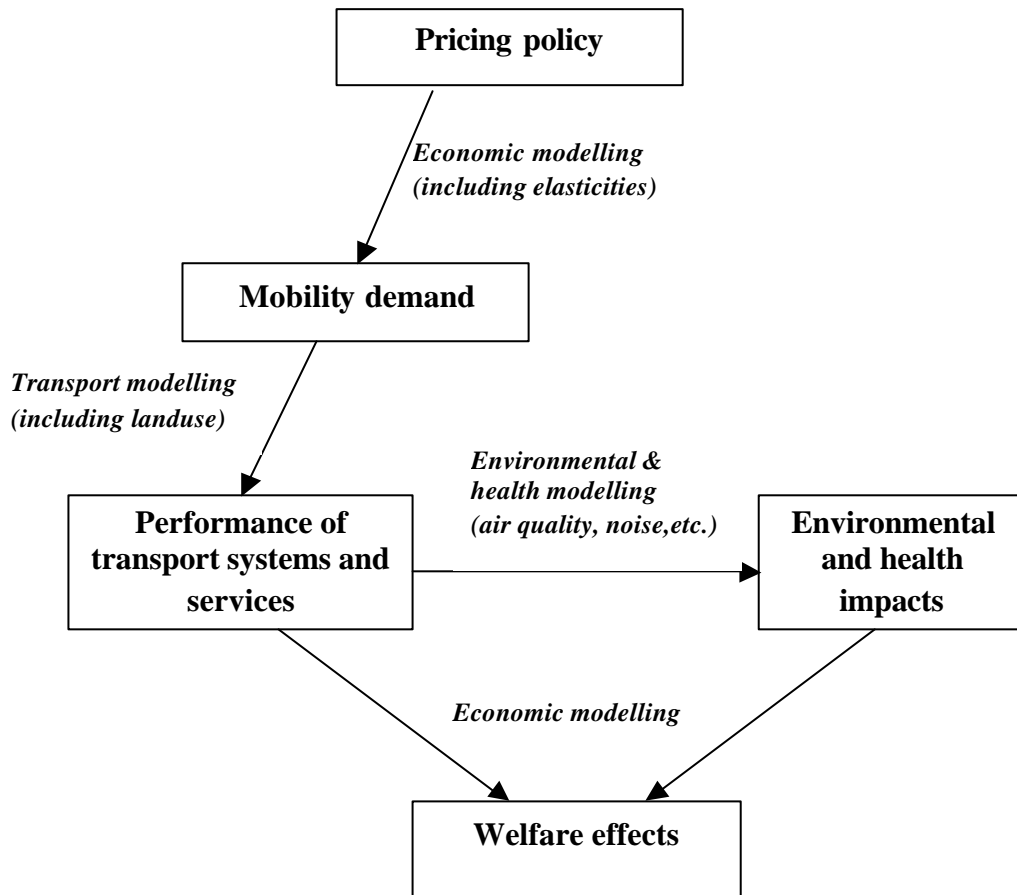 Pricing policy
Economic modelling
(including elasticities)
Mobility demand
Transport modelling
(including landuse)
Environmental &
health modelling
(air quality, noise,etc.)
Performance of
transport systems and
services
Environmental
and health
impacts
Economic modelling
Welfare effects